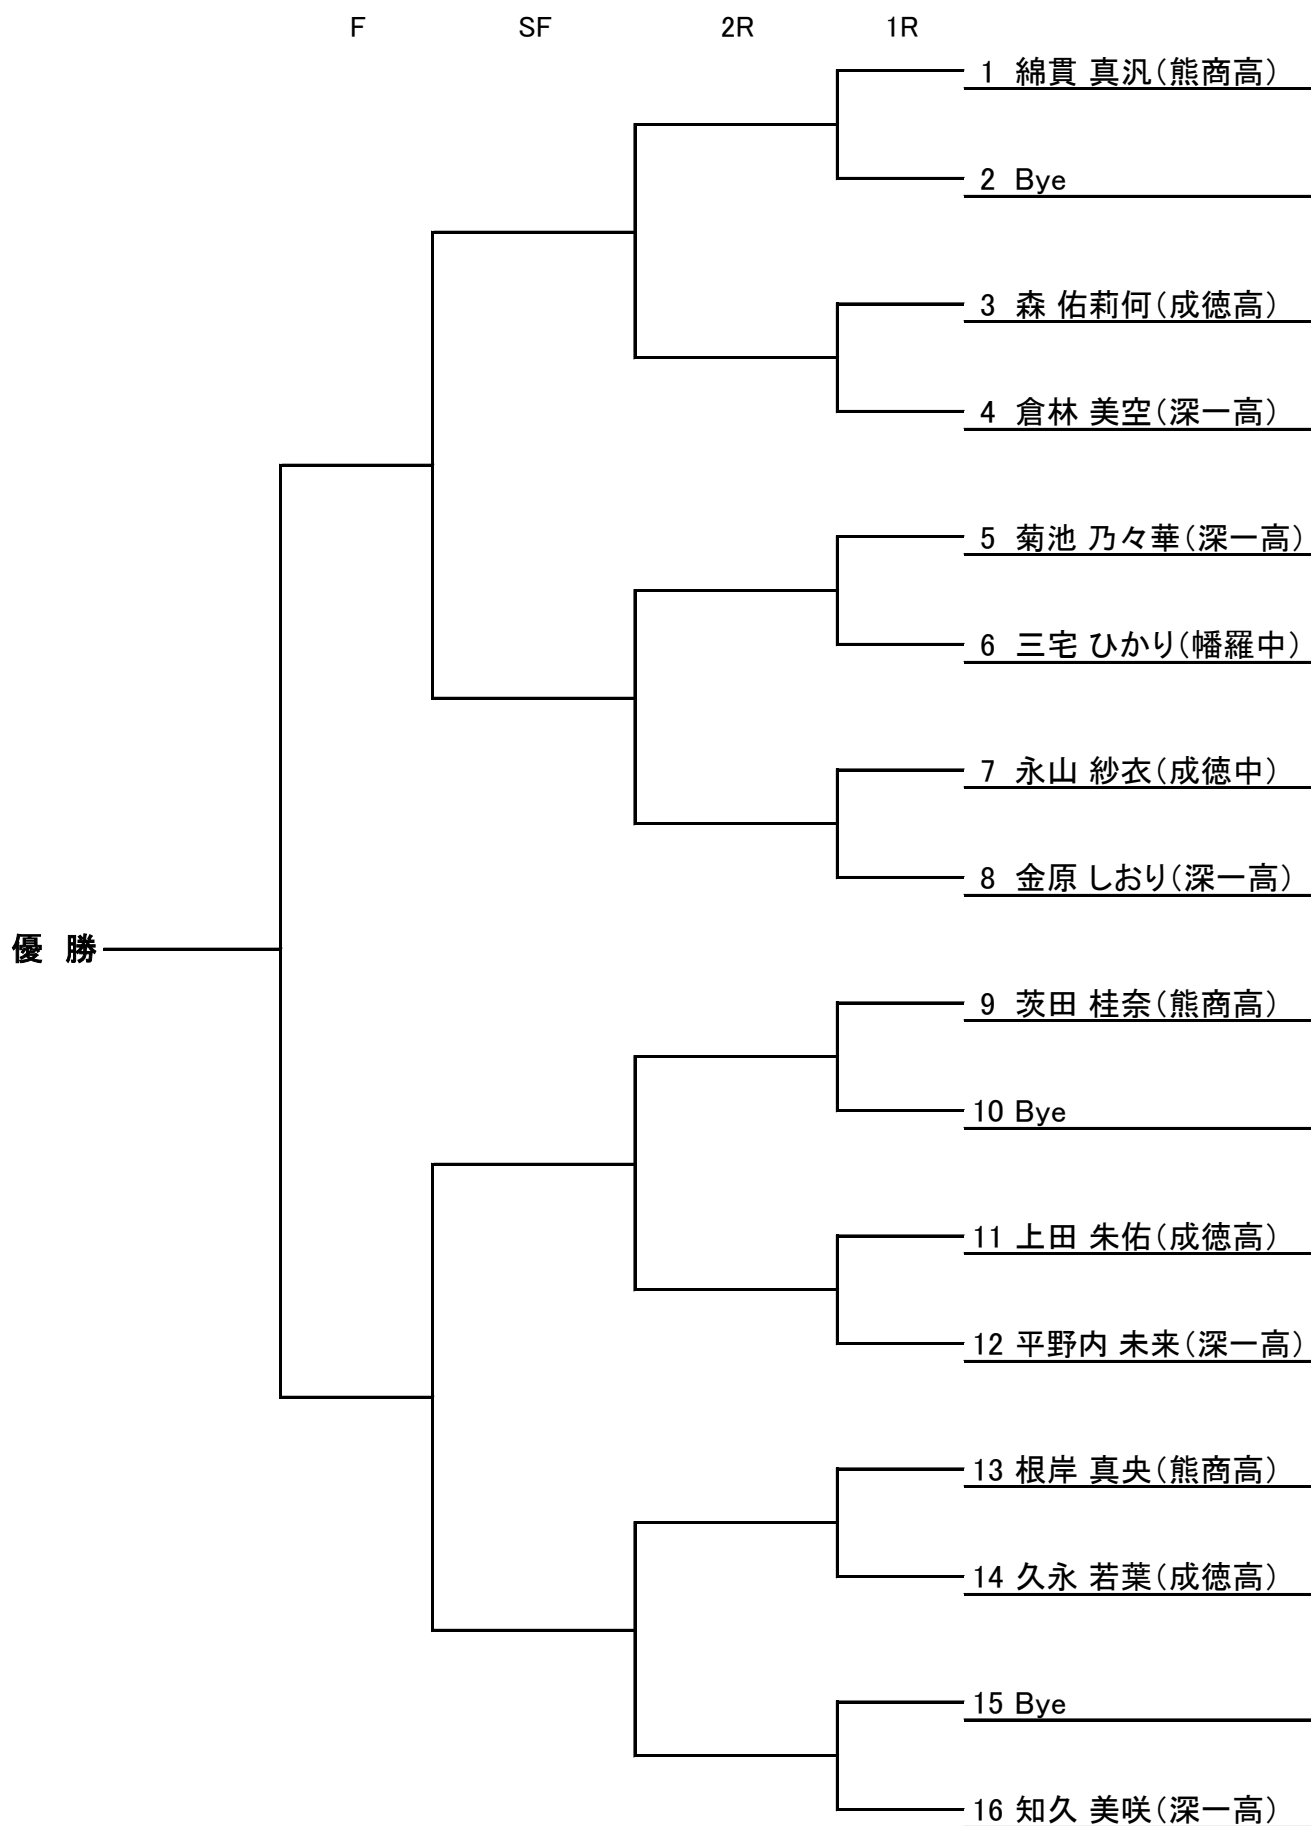 F SF 2R 1R
1 綿貫 真汎(熊商高)
2 Bye
3 森 佑莉何(成徳高)
4 倉林 美空(深一高)
5 菊池 乃々華(深一高)
6 三宅 ひかり(幡羅中)
7 永山 紗衣(成徳中)
8 金原 しおり(深一高)
優 勝
9 茨田 桂奈(熊商高)
10 Bye
11 上田 朱佑(成徳高)
12 平野内 未来(深一高)
13 根岸 真央(熊商高)
14 久永 若葉(成徳高)
15 Bye
16 知久 美咲(深一高)